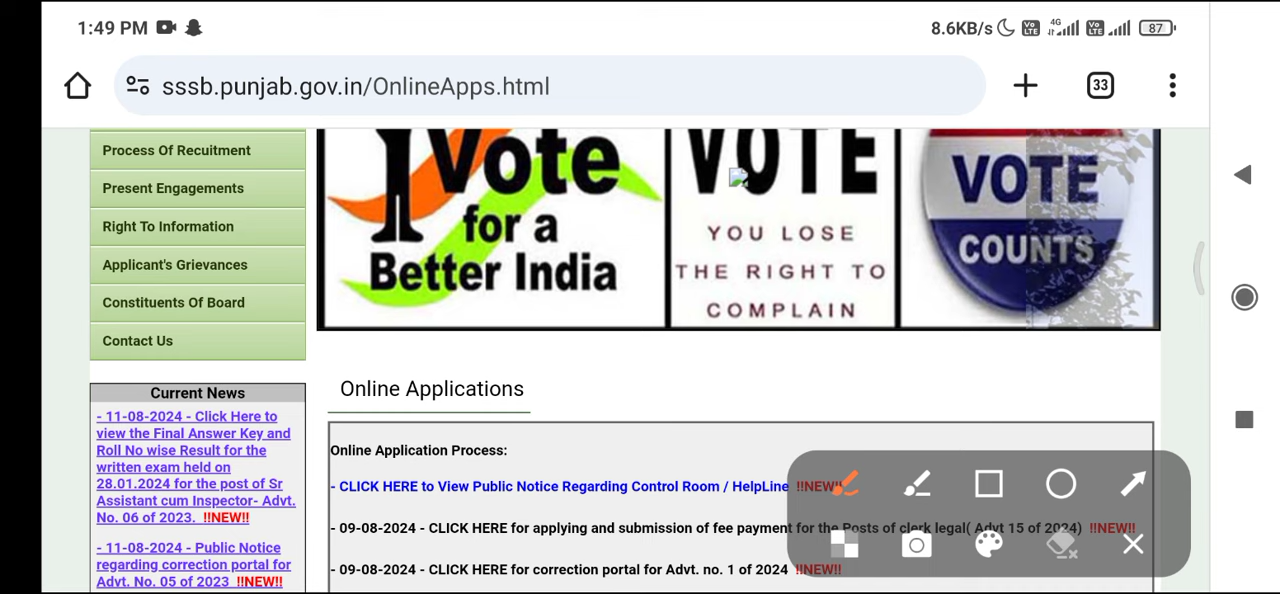 1:49 PM
8.6KB/s
Vo LTE
4G
Vo LTE
87
sssb.punjab.gov.in/OnlineApps.html
33
Process Of Recuitment
Present Engagements
Right To Information
Applicant's Grievances
Constituents Of Board
Contact Us
Vote
for a
Better India
VOTE
YOU LOSE
THE RIGHT TO
COMPLAIN
VOTE
COUNTS
Current News
- 11-08-2024 - Click Here to
view the Final Answer Key and
Roll No wise Result for the
written exam held on
28.01.2024 for the post of Sr
Assistant cum Inspector- Advt.
No. 06 of 2023. !!NEW!!
- 11-08-2024 - Public Notice
regarding correction portal for
Advt. No. 05 of 2023 !!NEW!!
Online Applications
Online Application Process:
- CLICK HERE to View Public Notice Regarding Control Room / HelpLine !!NEW!!
- 09-08-2024 - CLICK HERE for applying and submission of fee payment for the Posts of clerk legal( Advt 15 of 2024) !!NEW!!
- 09-08-2024 - CLICK HERE for correction portal for Advt. no. 1 of 2024 !!NEW!!